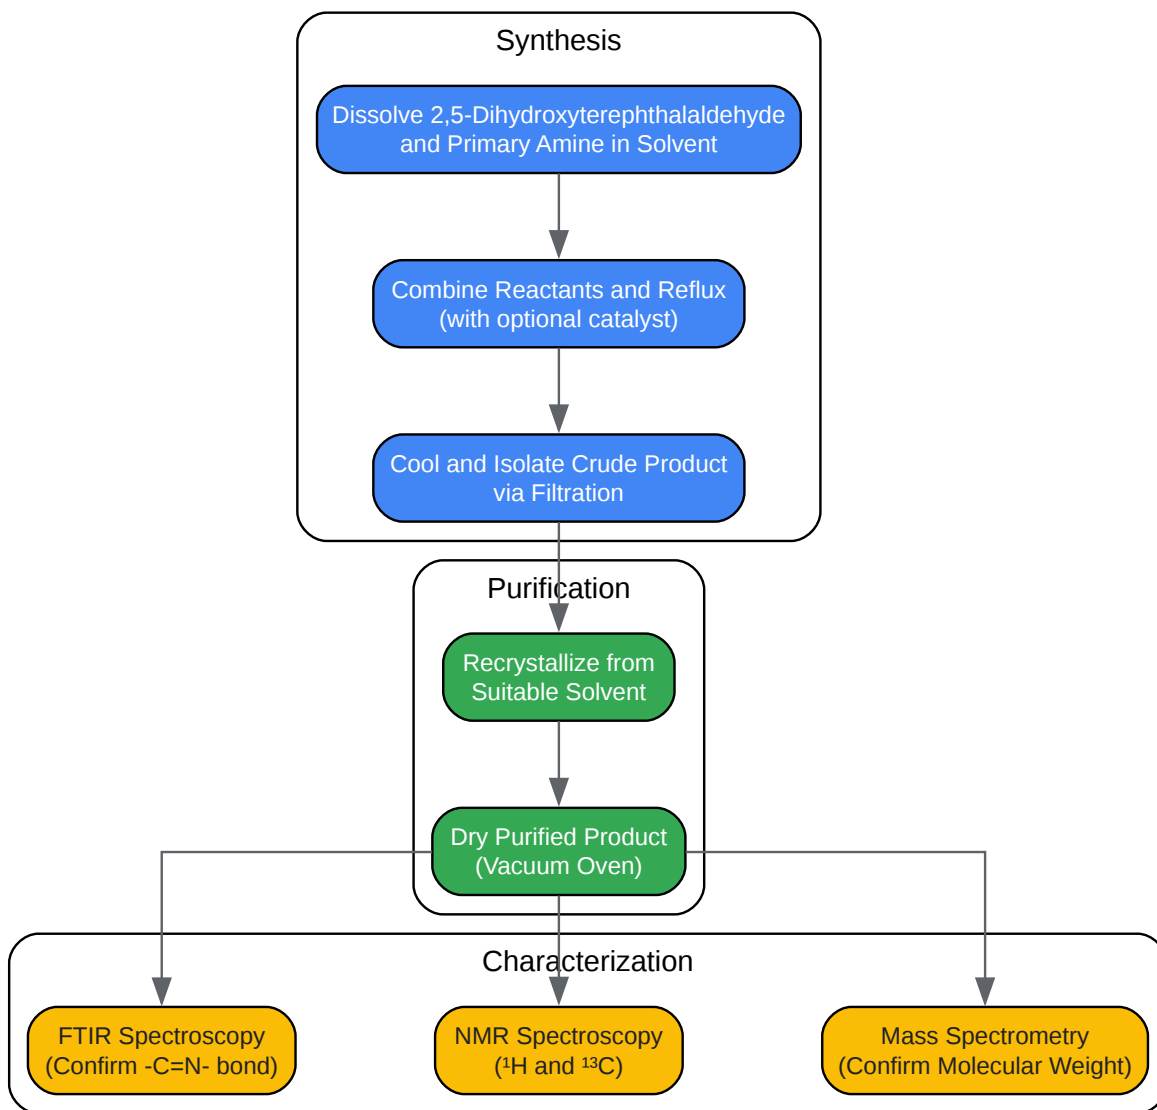 Synthesis
Dissolve 2,5-Dihydroxyterephthalaldehyde
and Primary Amine in Solvent
Combine Reactants and Reflux
(with optional catalyst)
Cool and Isolate Crude Product
via Filtration
Purification
Recrystallize from
Suitable Solvent
Dry Purified Product
(Vacuum Oven)
Characterization
FTIR Spectroscopy
(Confirm -C=N- bond)
NMR Spectroscopy
(¹H and ¹³C)
Mass Spectrometry
(Confirm Molecular Weight)